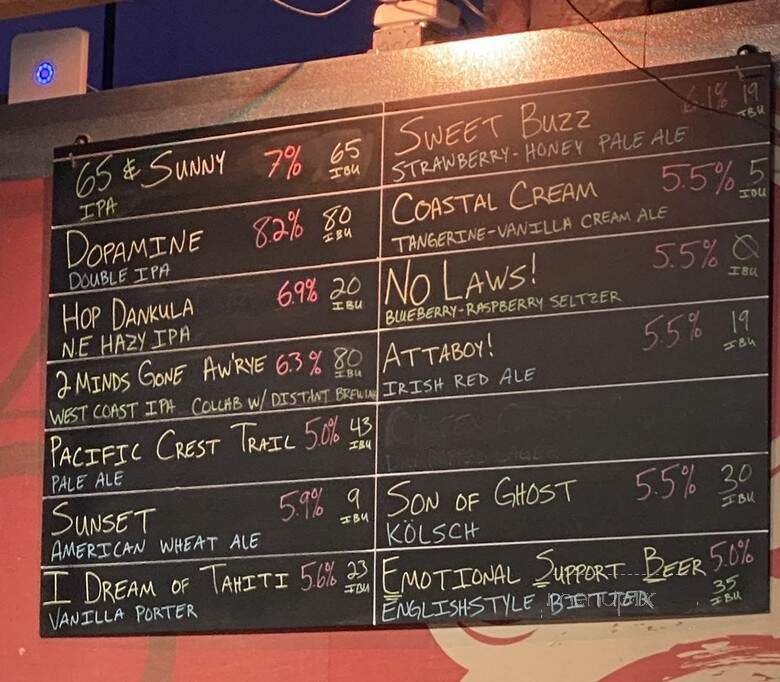 65 & SUNNY 7% 65 IBU
IPA
DOPAMINE 8.2% 80 IBU
DOUBLE IPA
HOP DANKULA 6.9% 20 IBU
N.E HAZY IPA
2 MINDS GONE AW'RYE 6.3% 80 IBU
WEST COAST IPA COLLAB W/ DISTANT BREWING
PACIFIC CREST TRAIL 5.0% 43 IBU
PALE ALE
SUNSET 5.9% 9 IBU
AMERICAN WHEAT ALE
I DREAM OF TAHITI 5.6% 23 IBU
VANILLA PORTER
SWEET BUZZ 6.1% 19 IBU
STRAWBERRY-HONEY PALE ALE
COASTAL CREAM 5.5% 5 IBU
TANGERINE-VANILLA CREAM ALE
NO LAWS! 5.5% 0 IBU
BLUEBERRY-RASPBERRY SELTZER
ATTABOY! 5.5% 19 IBU
IRISH RED ALE
SON OF GHOST 5.5% 30 IBU
KÖLSCH
EMOTIONAL SUPPORT BEER 5.0% 35 IBU
ENGLISHSTYLE BITTER